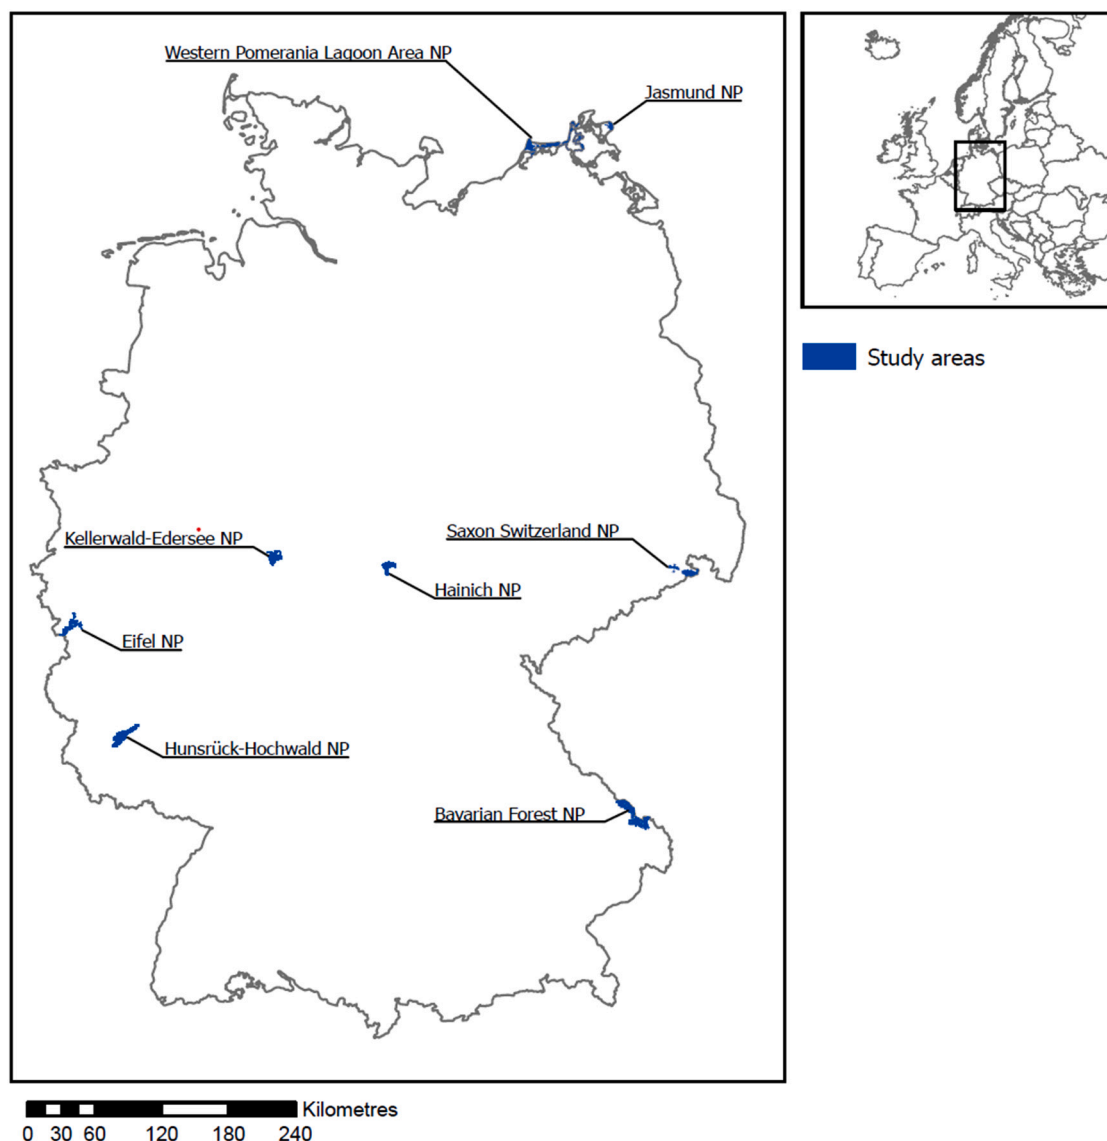 Western Pomerania Lagoon Area NP
Jasmund NP
Study areas
Kellerwald-Edersee NP
Saxon Switzerland NP
Hainich NP
Eifel NP
Hunsrück-Hochwald NP
Bavarian Forest NP
Kilometres
0 30 60 120 180 240